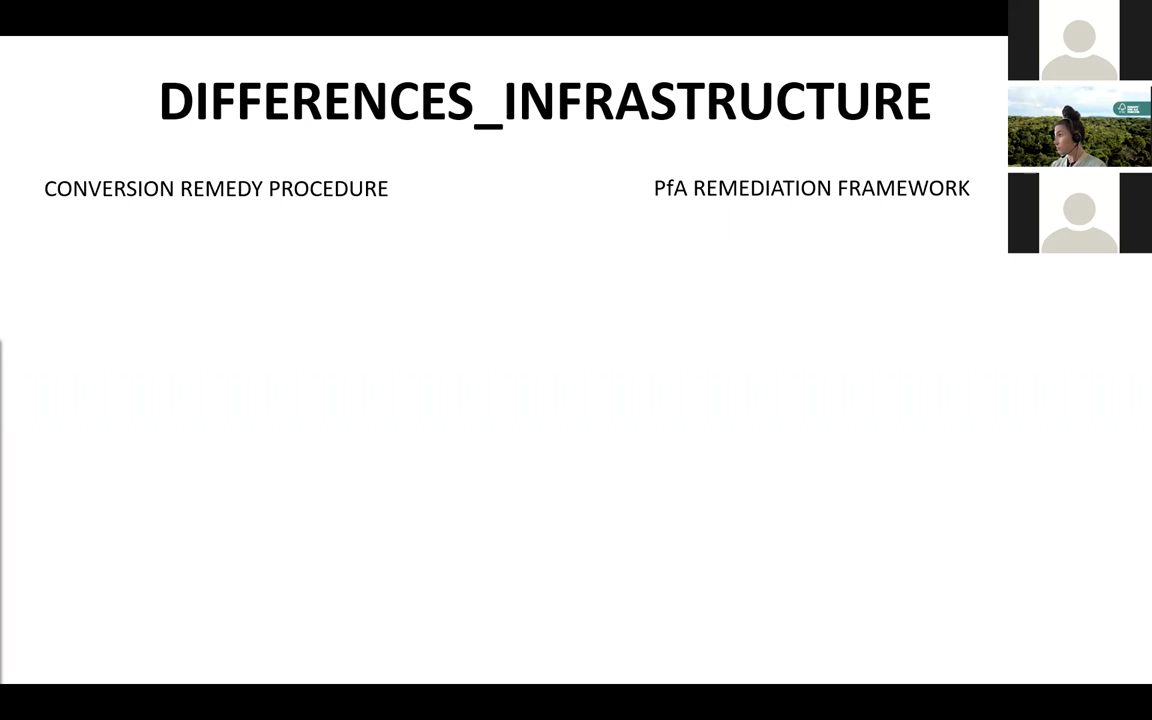 DIFFERENCES_INFRASTRUCTURE
CONVERSION REMEDY PROCEDURE
PfA REMEDIATION FRAMEWORK